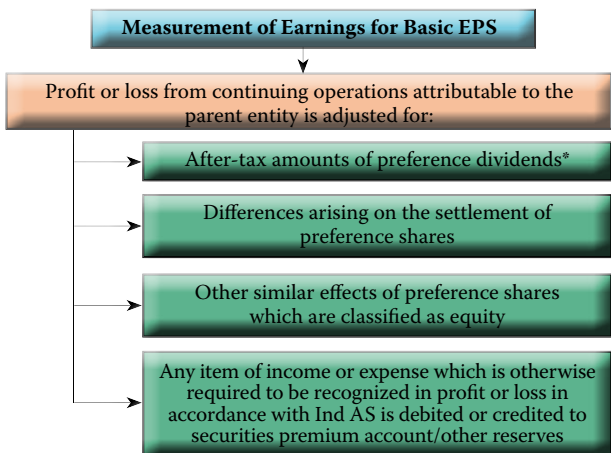 Measurement of Earnings for Basic EPS
Profit or loss from continuing operations attributable to the
parent entity is adjusted for:
After-tax amounts of preference dividends*
Differences arising on the settlement of
preference shares
Other similar effects of preference shares
which are classified as equity
Any item of income or expense which is otherwise
required to be recognized in profit or loss in
accordance with Ind AS is debited or credited to
securities premium account/other reserves